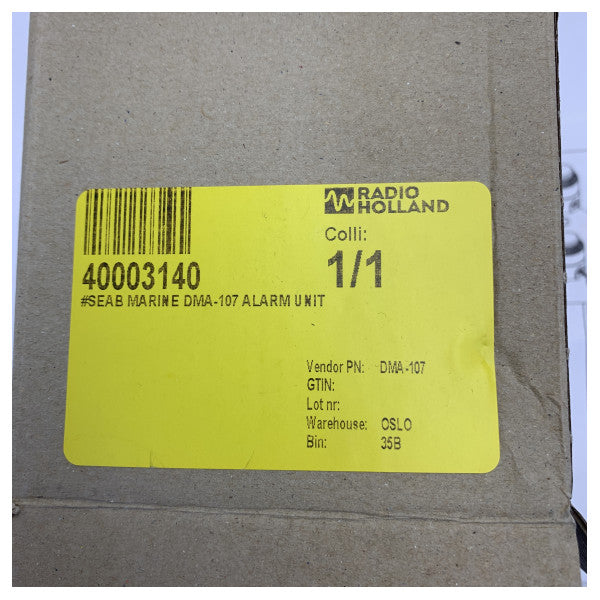 RADIO
HOLLAND
Colli:
1/1
40003140
#SEAB MARINE DMA-107 ALARM UNIT
Vendor PN: DMA-107
GTIN:
Lot nr:
Warehouse: OSLO
Bin: 35B